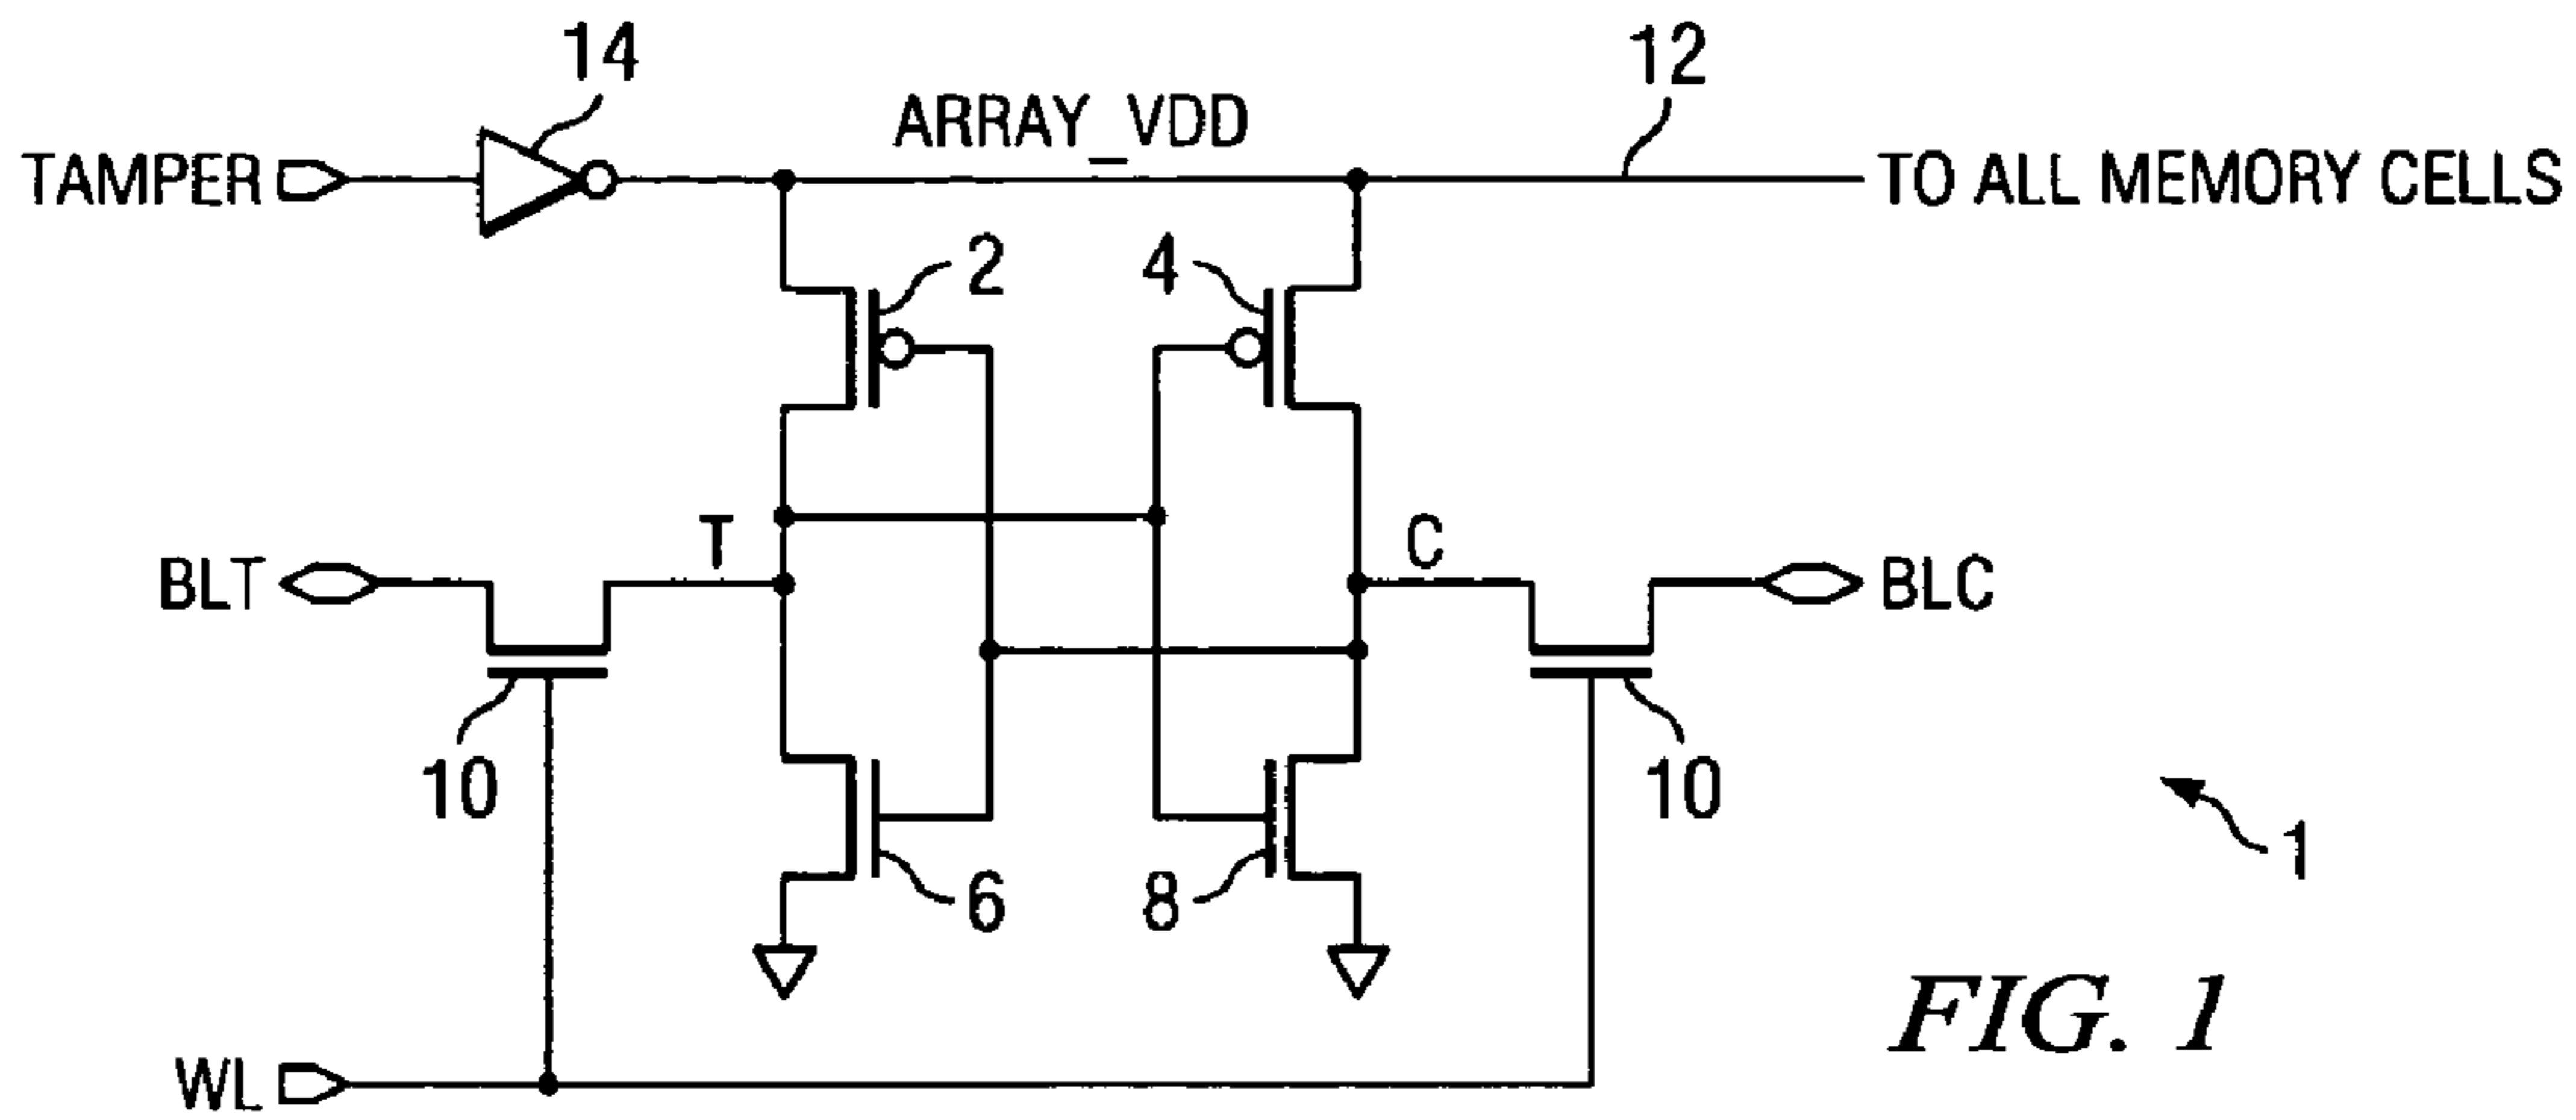 14
12
ARRAY_VDD
TAMPER
TO ALL MEMORY CELLS
2
4
T
C
BLT
BLC
10
10
6
8
1
WL
FIG. 1